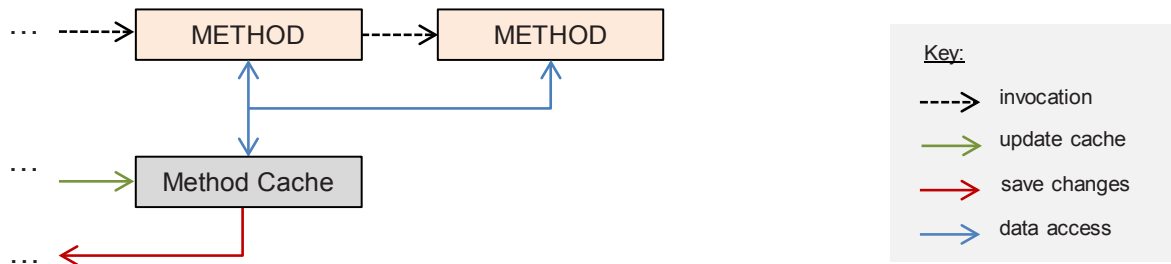 ... METHOD METHOD
Key:
invocation
... update cache
Method Cache save changes
data access
...